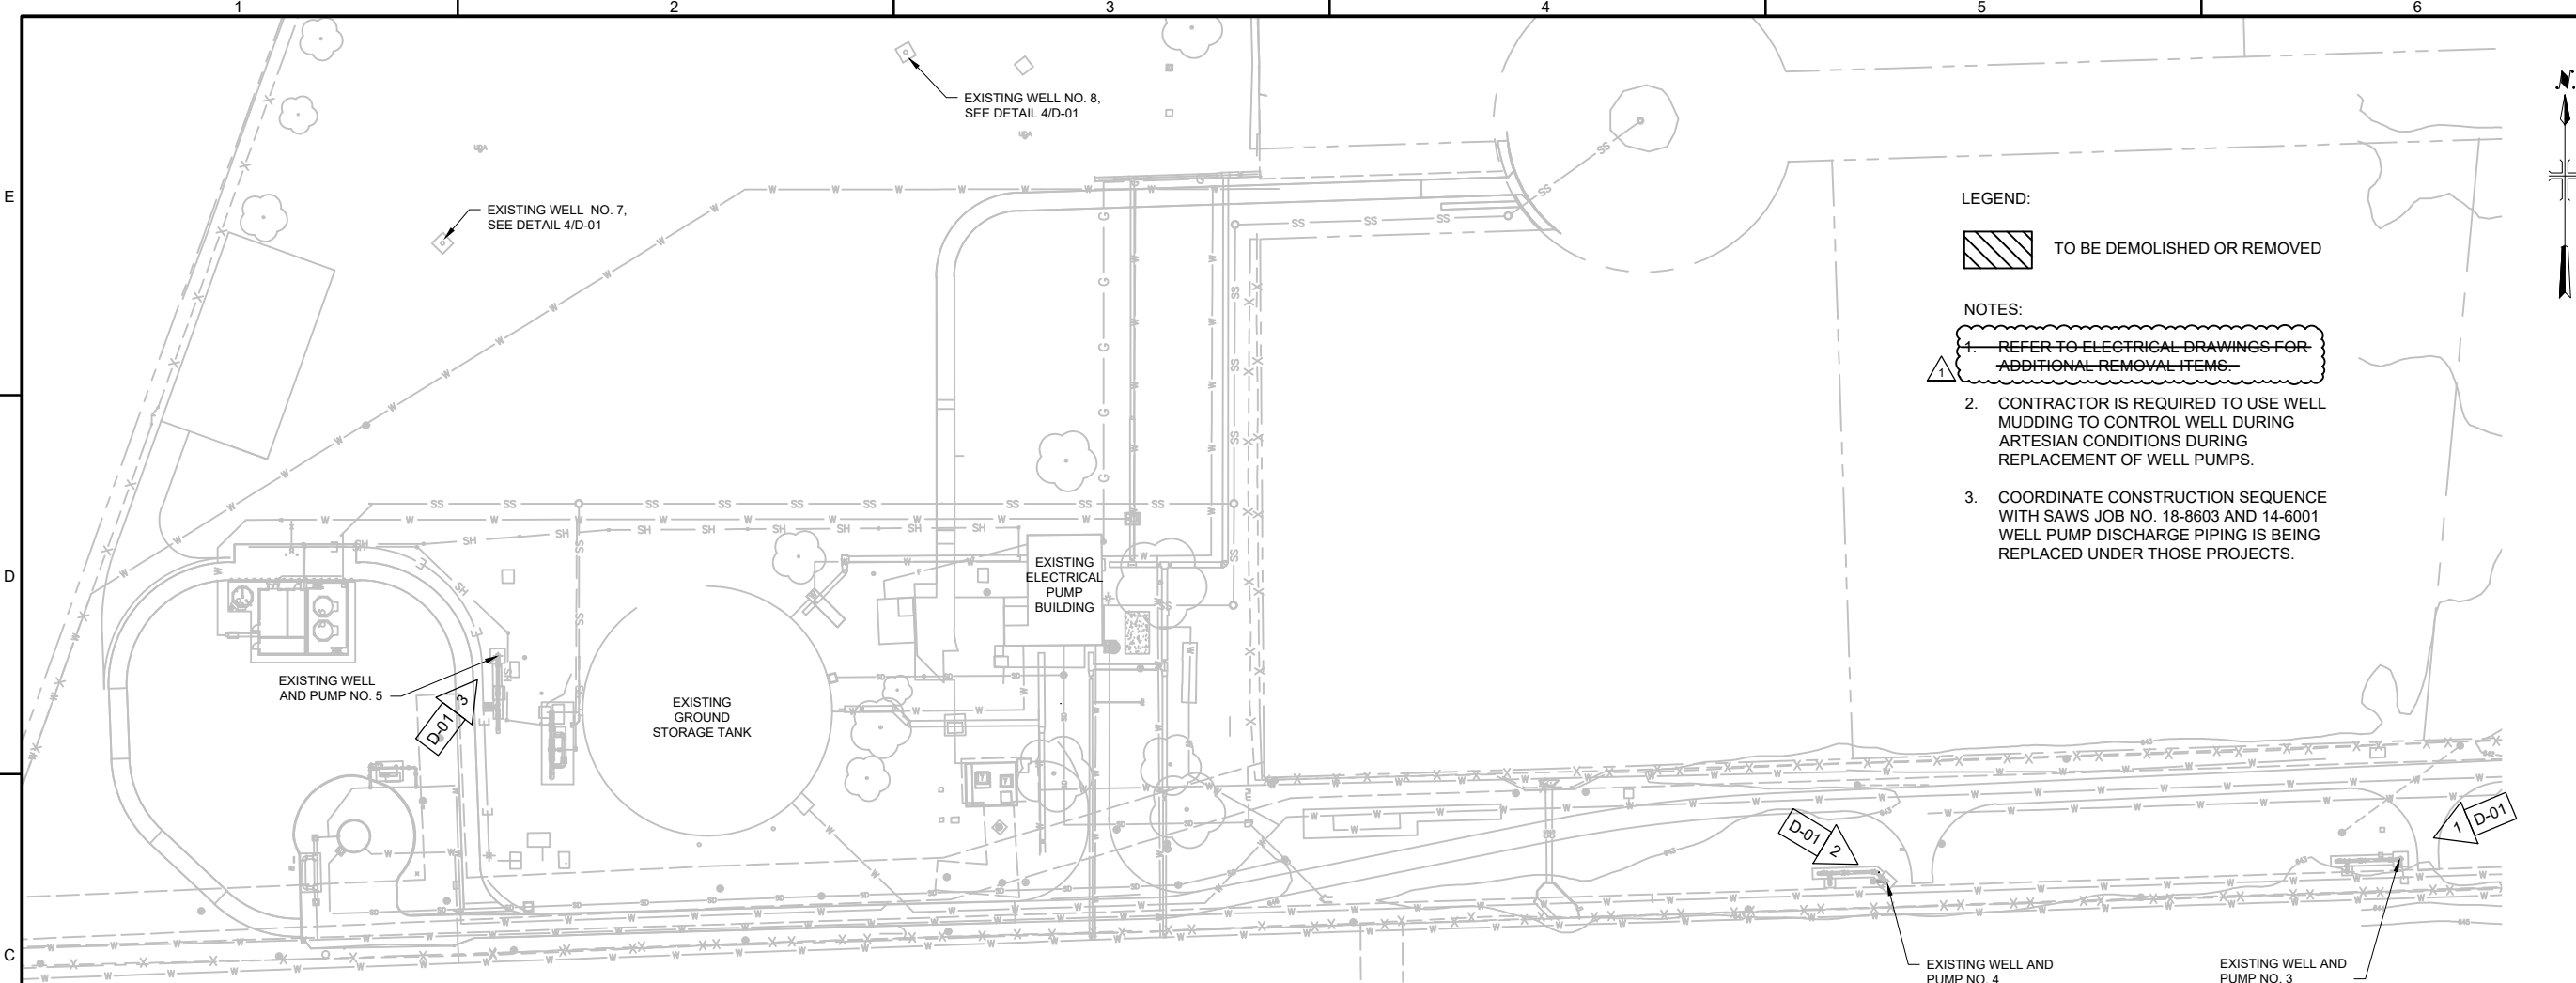 1
2
3
4
5
6
E
D
C
N
EXISTING WELL NO. 8,
SEE DETAIL 4/D-01
EXISTING WELL NO. 7,
SEE DETAIL 4/D-01
LEGEND:
TO BE DEMOLISHED OR REMOVED
NOTES:
1. REFER TO ELECTRICAL DRAWINGS FOR
ADDITIONAL REMOVAL ITEMS.
1
2. CONTRACTOR IS REQUIRED TO USE WELL
MUDDING TO CONTROL WELL DURING
ARTESIAN CONDITIONS DURING
REPLACEMENT OF WELL PUMPS.
3. COORDINATE CONSTRUCTION SEQUENCE
WITH SAWS JOB NO. 18-8603 AND 14-6001
WELL PUMP DISCHARGE PIPING IS BEING
REPLACED UNDER THOSE PROJECTS.
EXISTING
ELECTRICAL
PUMP
BUILDING
EXISTING WELL
AND PUMP NO. 5
D-01 3
EXISTING
GROUND
STORAGE TANK
D-01 2
1 D-01
EXISTING WELL AND
PUMP NO. 4
EXISTING WELL AND
PUMP NO. 3